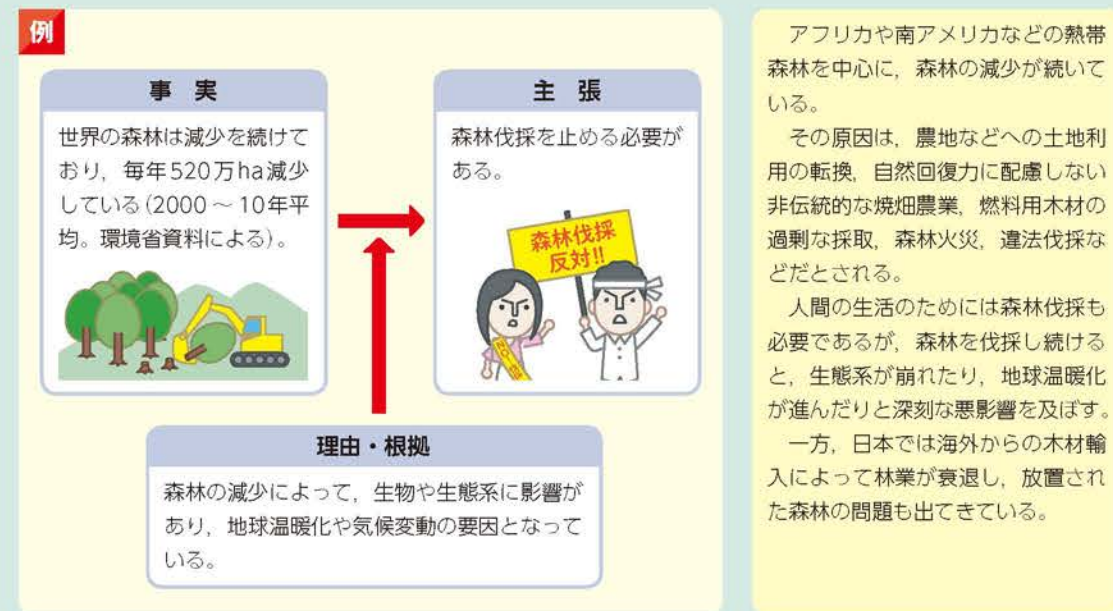 例
事 実
世界の森林は減少を続けて
おり，毎年520万ha減少
している(2000～10年平
均。環境省資料による)。
主 張
森林伐採を止める必要が
ある。
森林伐採
反対!!
理由・根拠
森林の減少によって，生物や生態系に影響が
あり，地球温暖化や気候変動の要因となって
いる。
アフリカや南アメリカなどの熱帯
森林を中心に，森林の減少が続いて
いる。
その原因は，農地などへの土地利
用の転換，自然回復力に配慮しない
非伝統的な焼畑農業，燃料用木材の
過剰な採取，森林火災，違法伐採な
どだとされる。
人間の生活のためには森林伐採も
必要であるが，森林を伐採し続ける
と，生態系が崩れたり，地球温暖化
が進んだりと深刻な悪影響を及ぼす。
一方，日本では海外からの木材輸
入によって林業が衰退し，放置され
た森林の問題も出てきている。